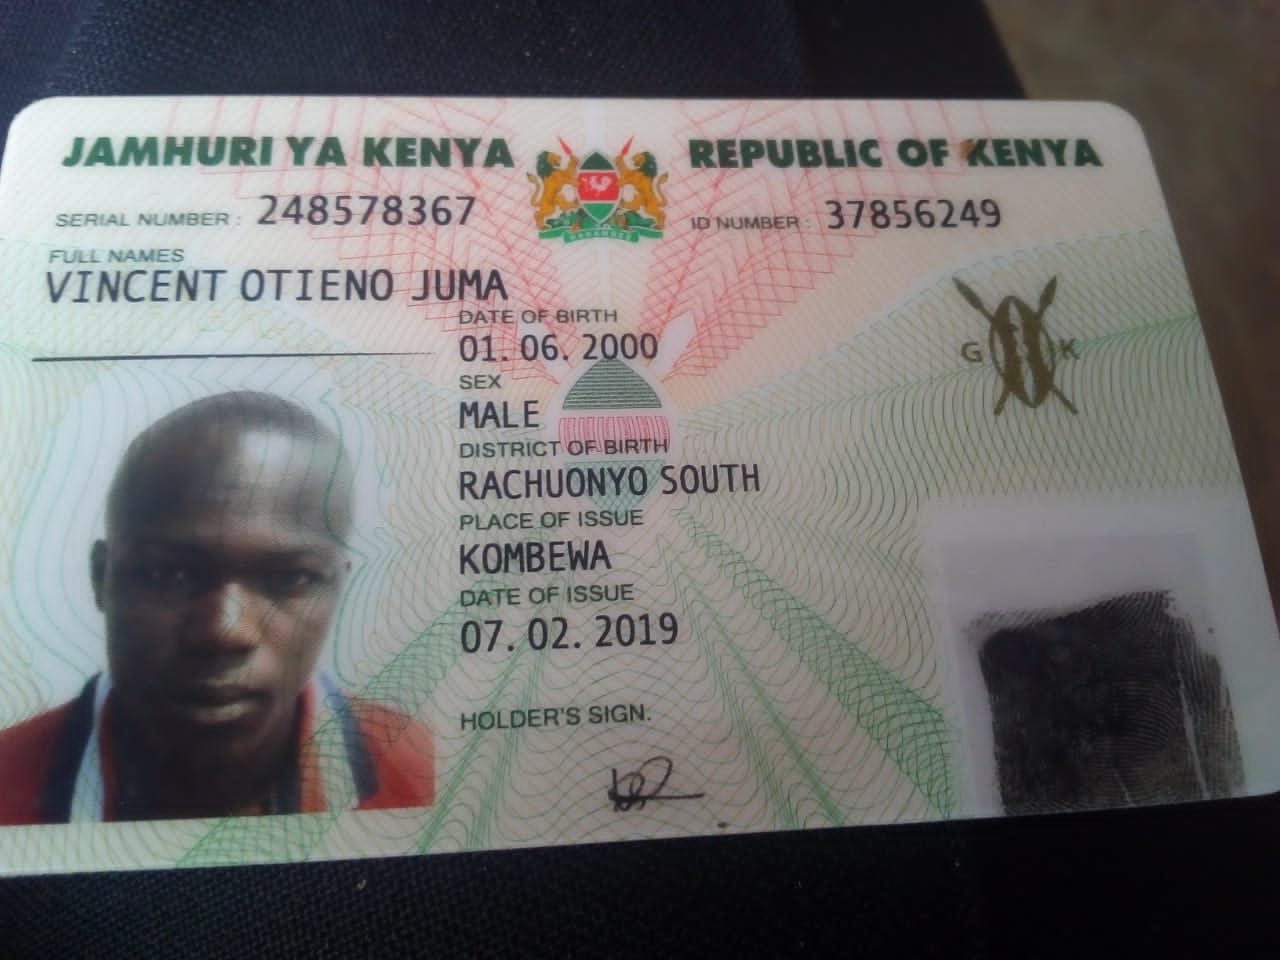 JAMHURI YA KENYA REPUBLIC OF KENYA
SERIAL NUMBER : 248578367 ID NUMBER : 37856249
FULL NAMES
VINCENT OTIENO JUMA
DATE OF BIRTH
01. 06. 2000
SEX
MALE
G K
DISTRICT OF BIRTH
RACHUONYO SOUTH
PLACE OF ISSUE
KOMBEWA
DATE OF ISSUE
07. 02. 2019
HOLDER'S SIGN.